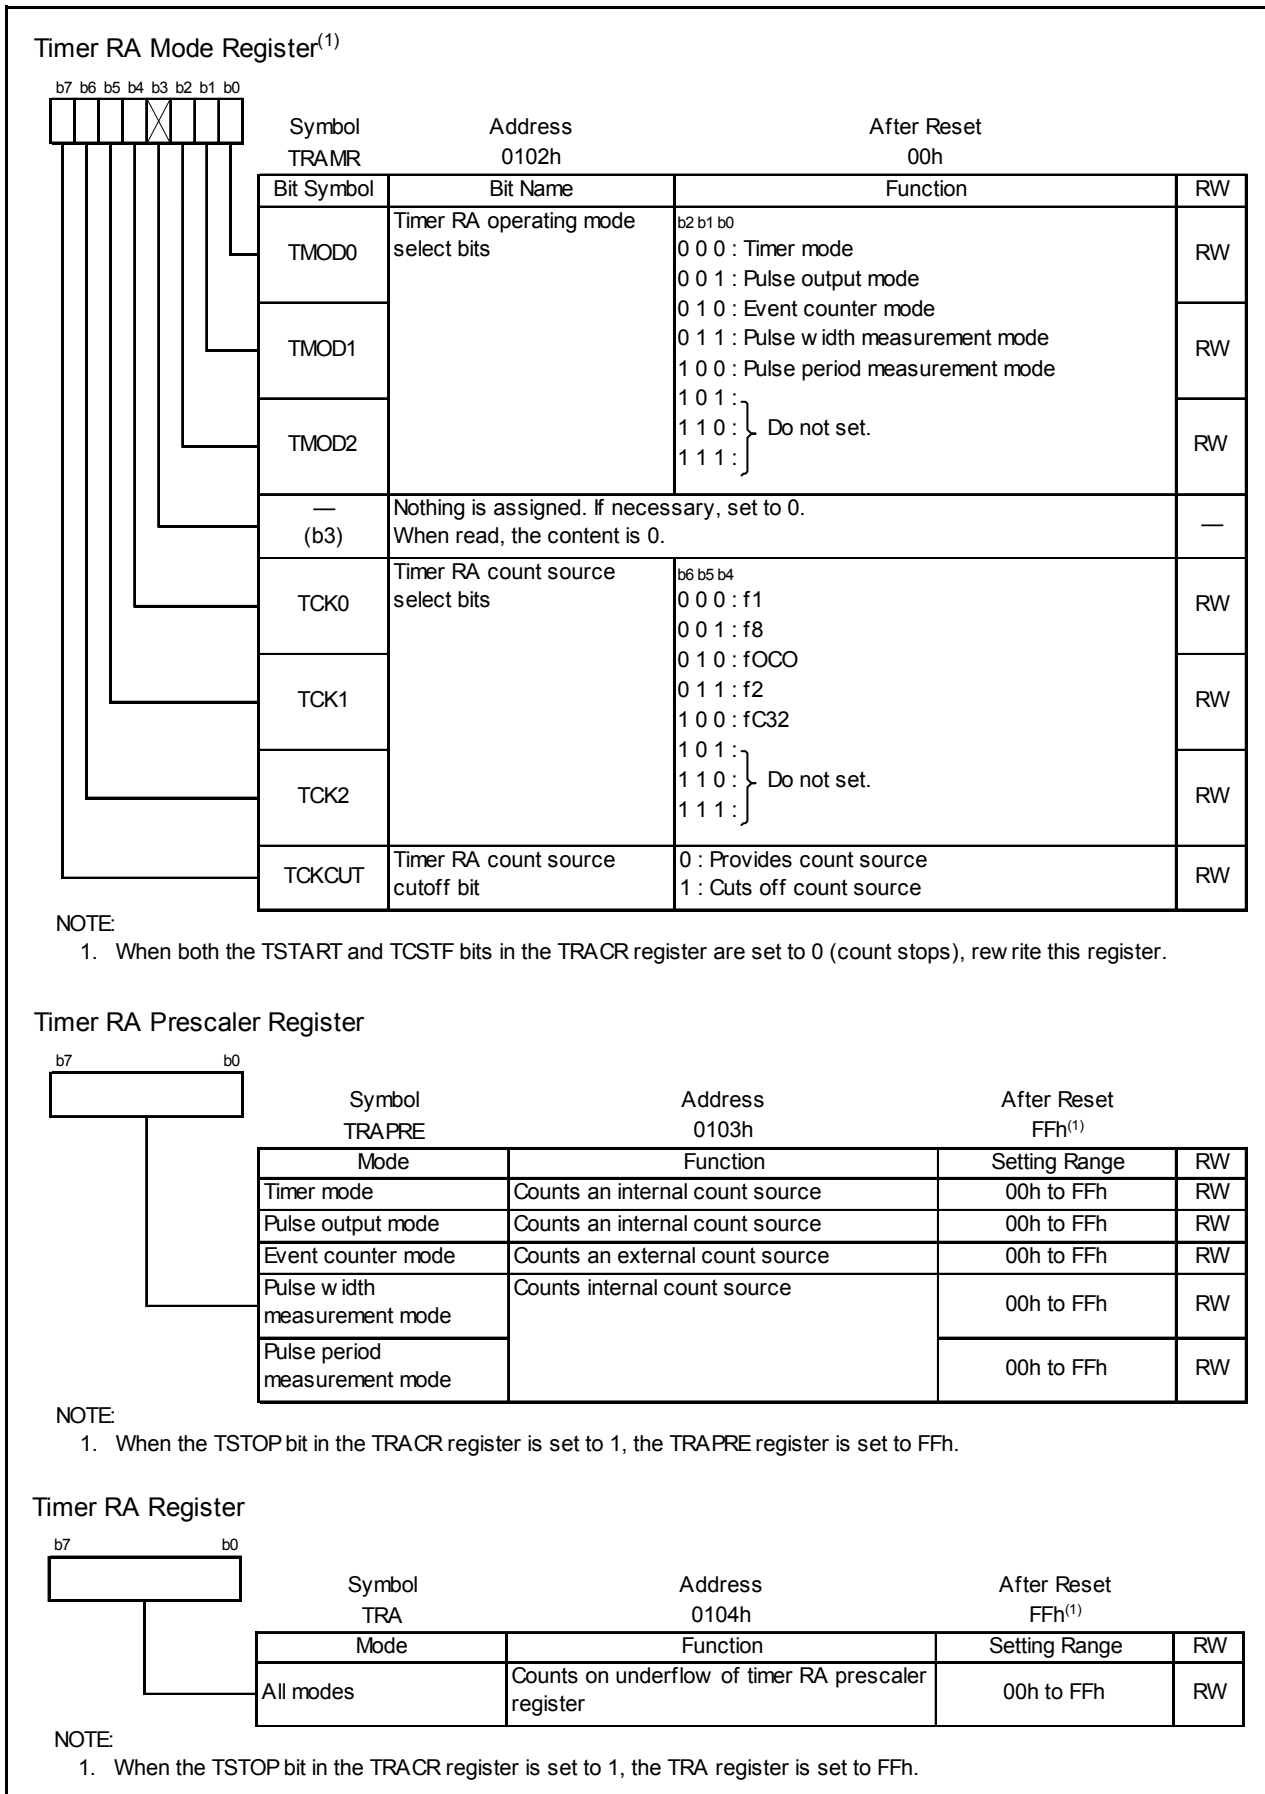 Timer RA Mode Register(1)
b7 b6 b5 b4 b3 b2 b1 b0
Symbol Address After Reset
TRAMR 0102h 00h
Bit Symbol Bit Name Function RW
TMOD0 Timer RA operating mode select bits b2 b1 b0 RW
0 0 0 : Timer mode
0 0 1 : Pulse output mode
0 1 0 : Event counter mode
TMOD1 0 1 1 : Pulse width measurement mode RW
1 0 0 : Pulse period measurement mode
1 0 1 :
TMOD2 1 1 0 : Do not set. RW
1 1 1 :
— (b3) Nothing is assigned. If necessary, set to 0. —
When read, the content is 0.
TCK0 Timer RA count source select bits b6 b5 b4 RW
0 0 0 : f1
0 0 1 : f8
0 1 0 : fOCO
TCK1 0 1 1 : f2 RW
1 0 0 : fC32
1 0 1 :
TCK2 1 1 0 : Do not set. RW
1 1 1 :
TCKCUT Timer RA count source cutoff bit 0 : Provides count source RW
1 : Cuts off count source
NOTE:
1. When both the TSTART and TCSTF bits in the TRACR register are set to 0 (count stops), rewrite this register.
Timer RA Prescaler Register
b7 b0
Symbol Address After Reset
TRAPRE 0103h FFh(1)
Mode Function Setting Range RW
Timer mode Counts an internal count source 00h to FFh RW
Pulse output mode Counts an internal count source 00h to FFh RW
Event counter mode Counts an external count source 00h to FFh RW
Pulse width measurement mode Counts internal count source 00h to FFh RW
Pulse period measurement mode 00h to FFh RW
NOTE:
1. When the TSTOP bit in the TRACR register is set to 1, the TRAPRE register is set to FFh.
Timer RA Register
b7 b0
Symbol Address After Reset
TRA 0104h FFh(1)
Mode Function Setting Range RW
All modes Counts on underflow of timer RA prescaler register 00h to FFh RW
NOTE:
1. When the TSTOP bit in the TRACR register is set to 1, the TRA register is set to FFh.